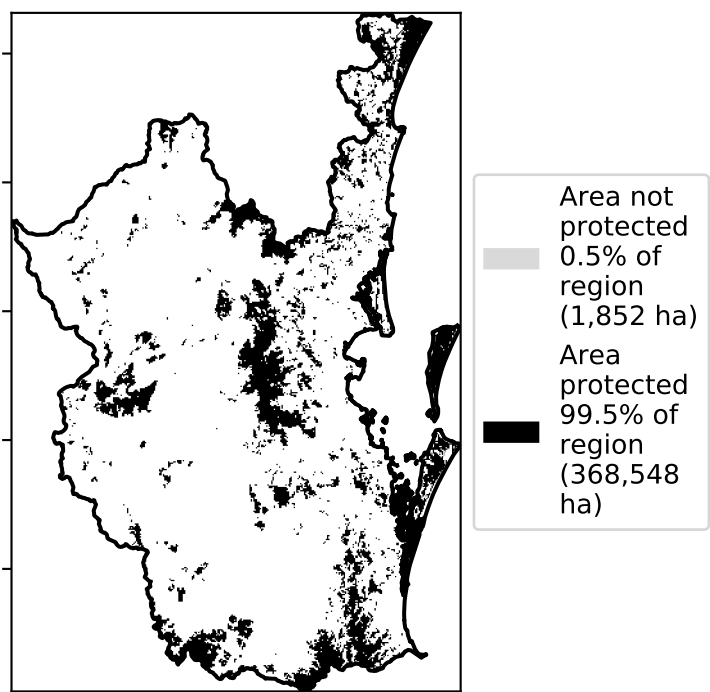 Area not
protected
0.5% of
region
(1,852 ha)
Area
protected
99.5% of
region
(368,548
ha)